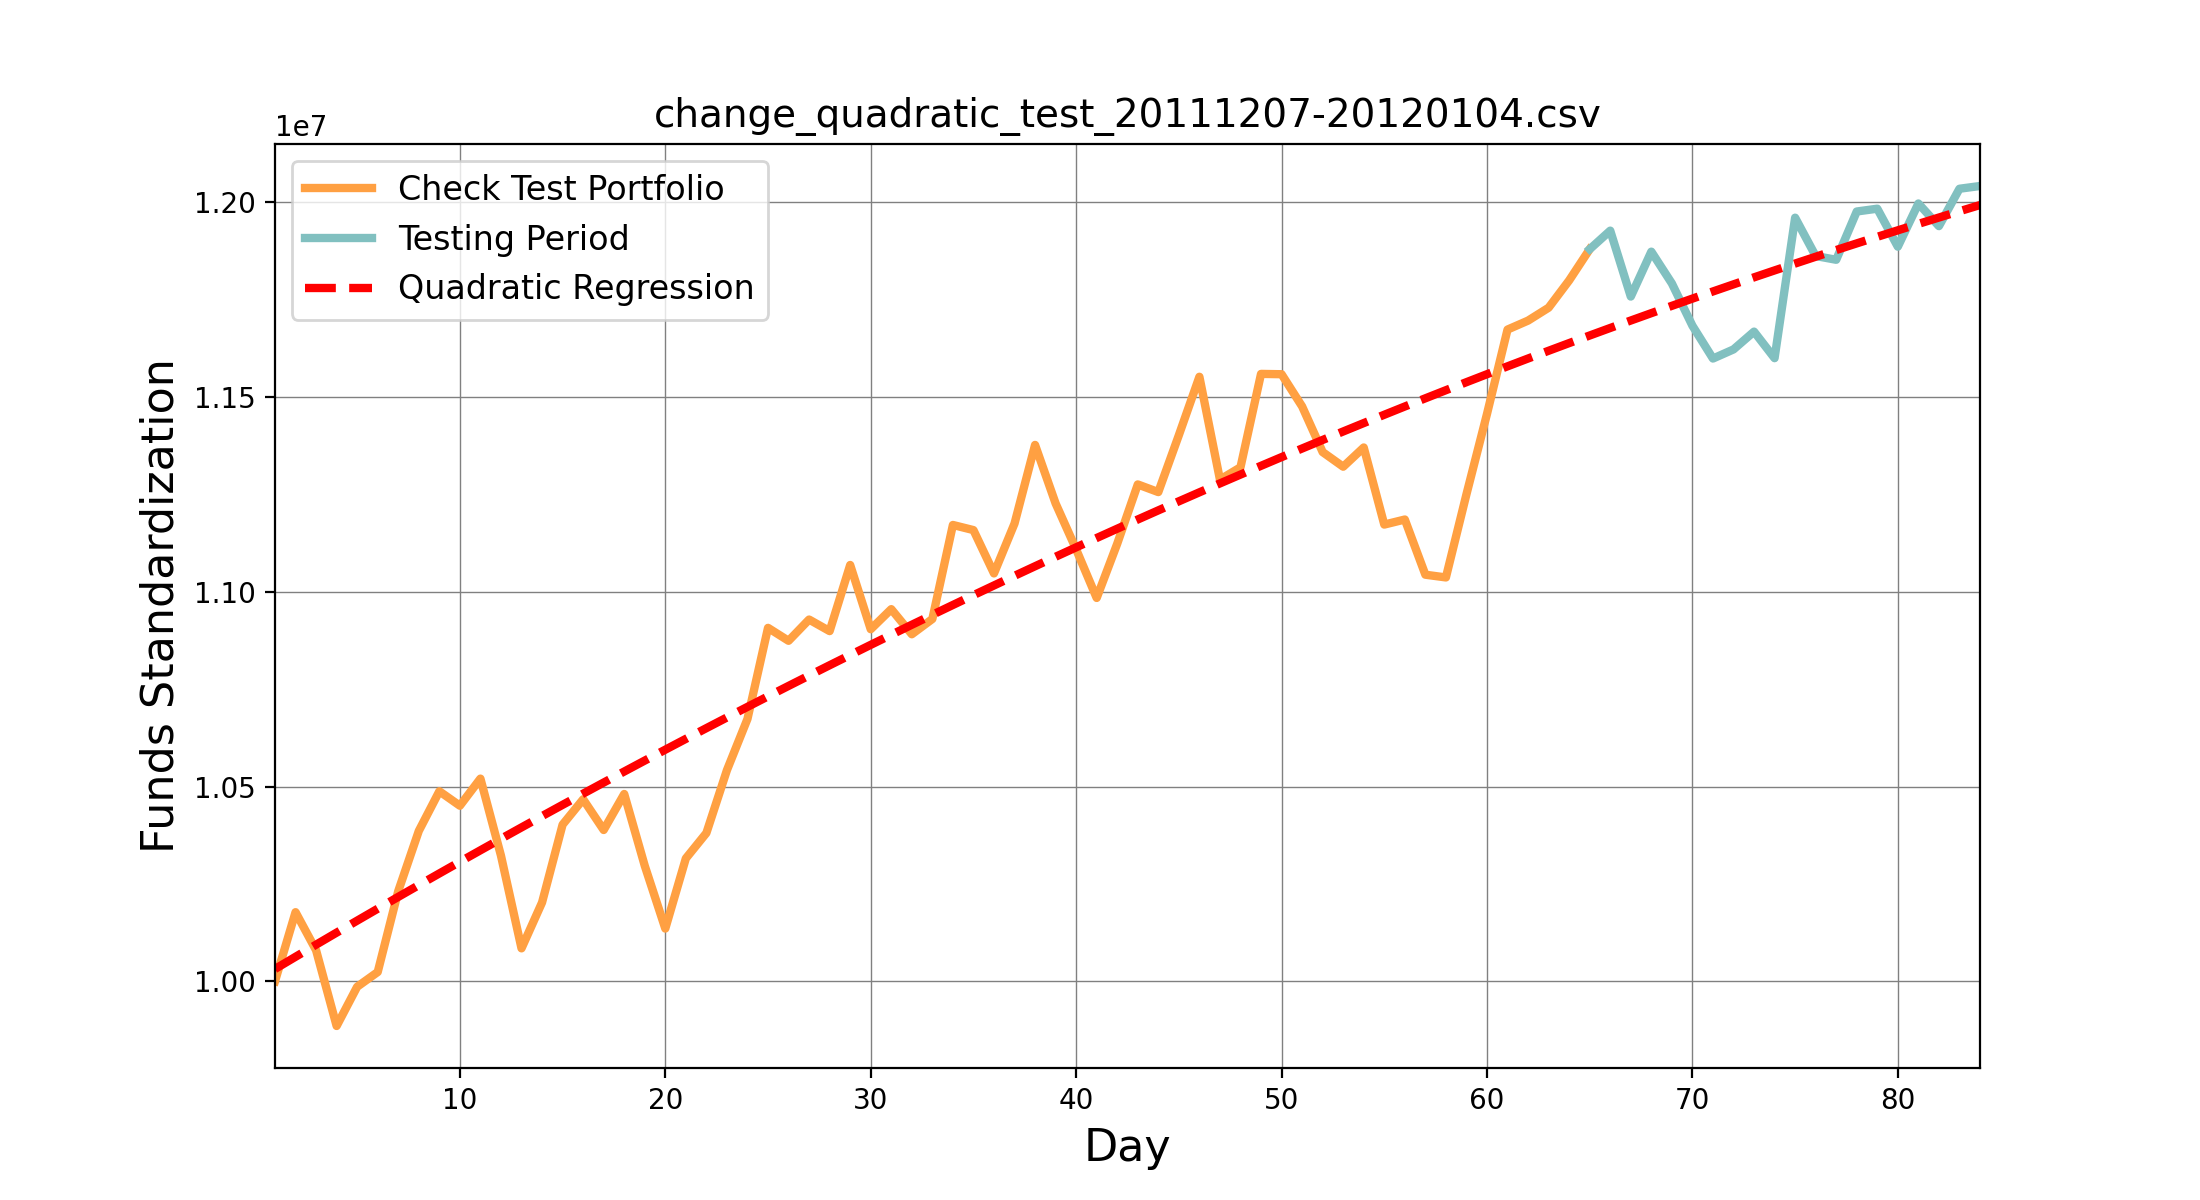 change_quadratic_test_20111207-20120104.csv
1e7
Check Test Portfolio
Testing Period
Quadratic Regression
1.20
1.15
1.10
1.05
1.00
Funds Standardization
10 20 30 40 50 60 70 80
Day